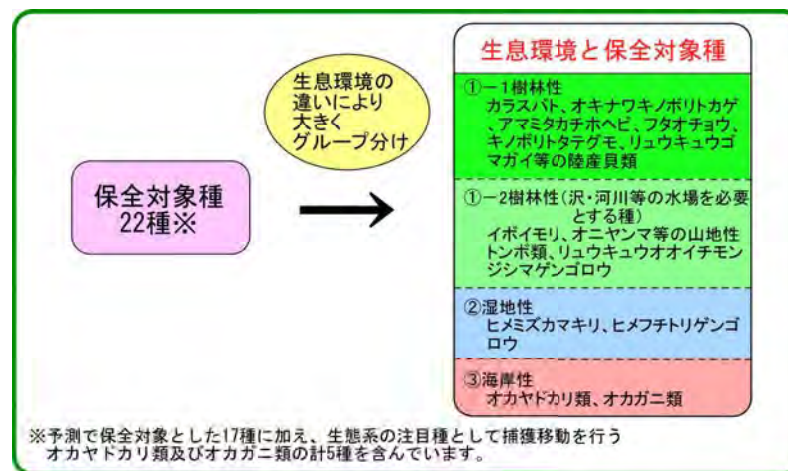 生息環境の
違いにより
大きく
グループ分け
保全対象種
22種※
生息環境と保全対象種
①－1樹林性
カラスバト、オキナワキノボリトカゲ
、アマミタカチホヘビ、フタオチョウ、
キノボリトタテグモ、リュウキュウゴ
マガイ等の陸産貝類
①－2樹林性(沢・河川等の水場を必要
とする種)
イボイモリ、オニヤンマ等の山地性
トンボ類、リュウキュウオオイチモン
ジシマゲンゴロウ
②湿地性
ヒメミズカマキリ、ヒメフチトリゲンゴ
ロウ
③海岸性
オカヤドカリ類、オカガニ類
※予測で保全対象とした17種に加え、生態系の注目種として捕獲移動を行う
オカヤドカリ類及びオカガニ類の計5種を含んでいます。